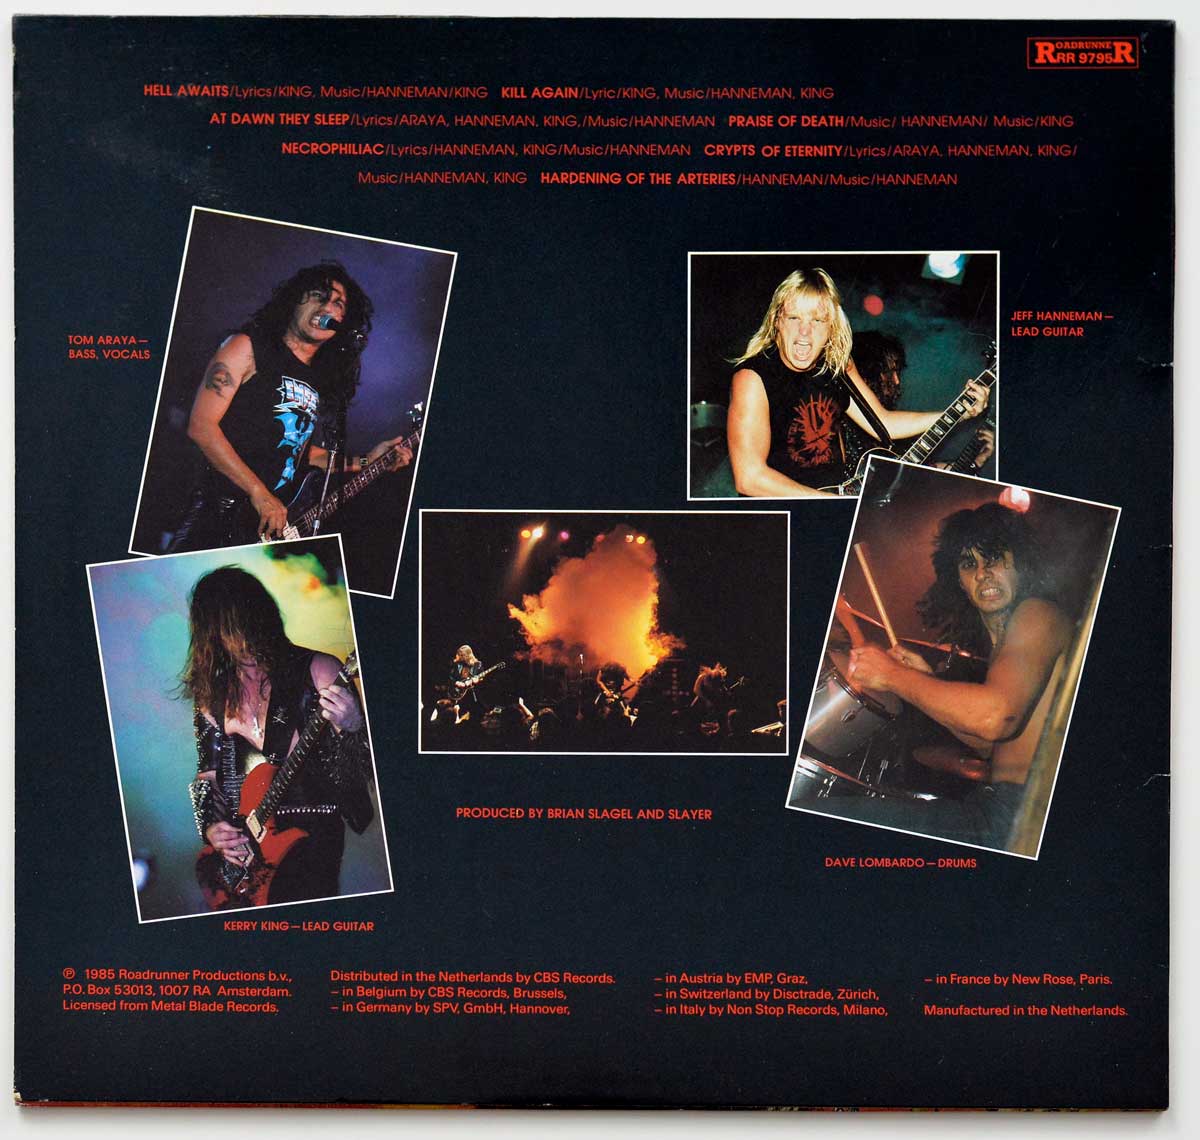 ROADRUNNER
RR 9795
HELL AWAITS/Lyrics/KING, Music/HANNEMAN/KING KILL AGAIN/Lyric/KING, Music/HANNEMAN, KING
AT DAWN THEY SLEEP/Lyrics/ARAYA, HANNEMAN, KING,/Music/HANNEMAN PRAISE OF DEATH/Music/ HANNEMAN/ Music/KING
NECROPHILIAC/Lyrics/HANNEMAN, KING/Music/HANNEMAN CRYPTS OF ETERNITY/Lyrics/ARAYA, HANNEMAN, KING/
Music/HANNEMAN, KING HARDENING OF THE ARTERIES/HANNEMAN/Music/HANNEMAN
TOM ARAYA—
BASS, VOCALS
JEFF HANNEMAN—
LEAD GUITAR
PRODUCED BY BRIAN SLAGEL AND SLAYER
DAVE LOMBARDO—DRUMS
KERRY KING—LEAD GUITAR
℗ 1985 Roadrunner Productions b.v.,
P.O. Box 53013, 1007 RA Amsterdam.
Licensed from Metal Blade Records.
Distributed in the Netherlands by CBS Records.
– in Belgium by CBS Records, Brussels,
– in Germany by SPV, GmbH, Hannover,
– in Austria by EMP, Graz,
– in Switzerland by Disctrade, Zürich,
– in Italy by Non Stop Records, Milano,
– in France by New Rose, Paris.
Manufactured in the Netherlands.